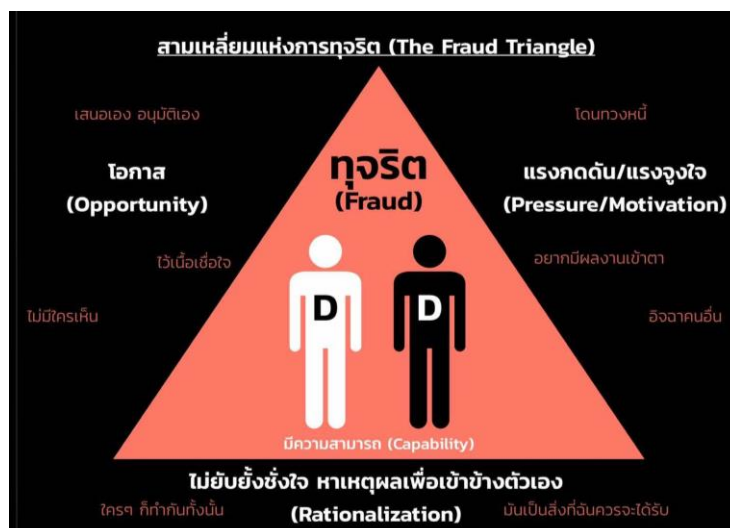 สามเหลี่ยมแห่งการทุจริต (The Fraud Triangle)
เสนอเอง อนุมัติเอง
โดนทวงหนี้
โอกาส
(Opportunity)
ทุจริต
(Fraud)
แรงกดดัน/แรงจูงใจ
(Pressure/Motivation)
ไว้เนื้อเชื่อใจ
อยากมีผลงานเข้าตา
ไม่มีใครเห็น
D
D
อิจฉาคนอื่น
มีความสามารถ (Capability)
ไม่ยับยั้งชั่งใจ หาเหตุผลเพื่อเข้าข้างตัวเอง
(Rationalization)
ใครๆ ก็ทำกันทั้งนั้น
มันเป็นสิ่งที่ฉันควรจะได้รับ